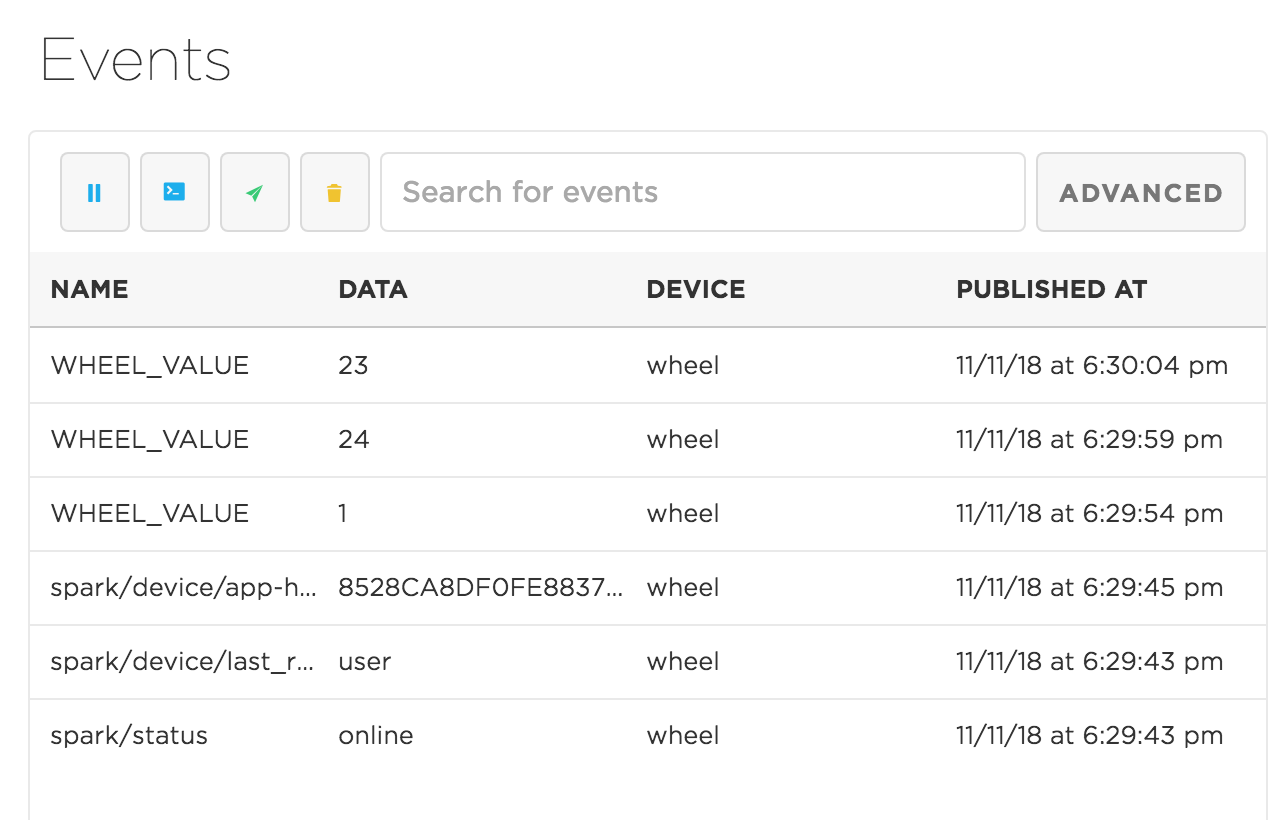 Events
Search for events ADVANCED
NAME DATA DEVICE PUBLISHED AT
WHEEL_VALUE 23 wheel 11/11/18 at 6:30:04 pm
WHEEL_VALUE 24 wheel 11/11/18 at 6:29:59 pm
WHEEL_VALUE 1 wheel 11/11/18 at 6:29:54 pm
spark/device/app-h... 8528CA8DF0FE8837... wheel 11/11/18 at 6:29:45 pm
spark/device/last_r... user wheel 11/11/18 at 6:29:43 pm
spark/status online wheel 11/11/18 at 6:29:43 pm